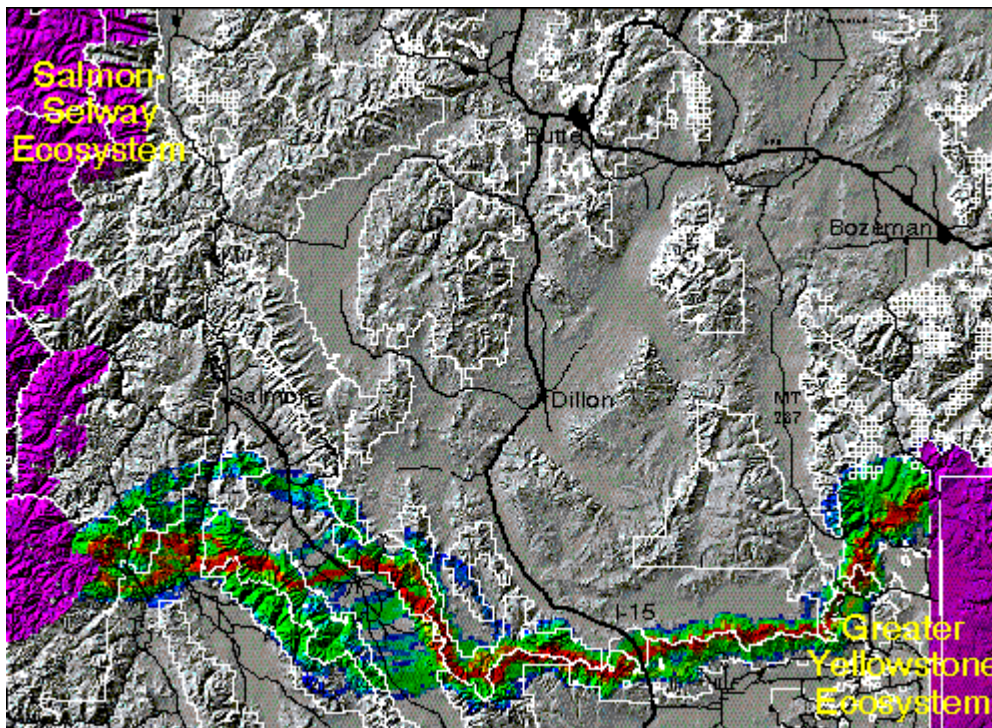 Salmon-
Selway
Ecosystem
Butte
Bozeman
Salmon
Dillon
MT
287
I-15
Greater
Yellowstone
Ecosystem